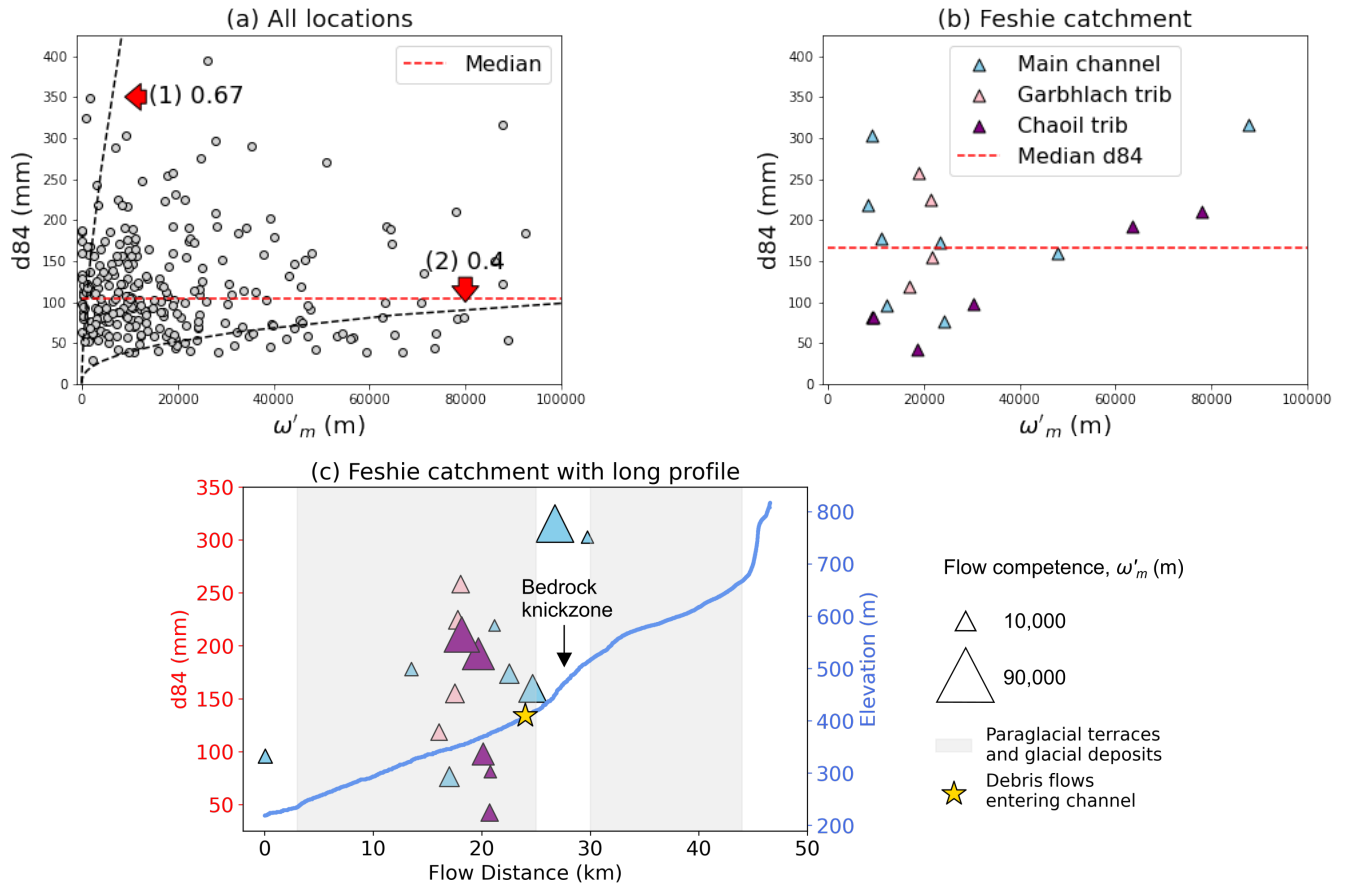 (a) All locations
400
350
300
250
200
150
100
50
0
d84 (mm)
0
20000
40000
60000
80000
100000
ω′m (m)
Median
(1) 0.67
(2) 0.4
(b) Feshie catchment
400
350
300
250
200
150
100
50
0
d84 (mm)
0
20000
40000
60000
80000
100000
ω′m (m)
Main channel
Garbhlach trib
Chaoil trib
Median d84
(c) Feshie catchment with long profile
350
300
250
200
150
100
50
d84 (mm)
0
10
20
30
40
50
Flow Distance (km)
800
700
600
500
400
300
200
Elevation (m)
Bedrock
knickzone
Flow competence, ω′m (m)
10,000
90,000
Paraglacial terraces
and glacial deposits
Debris flows
entering channel